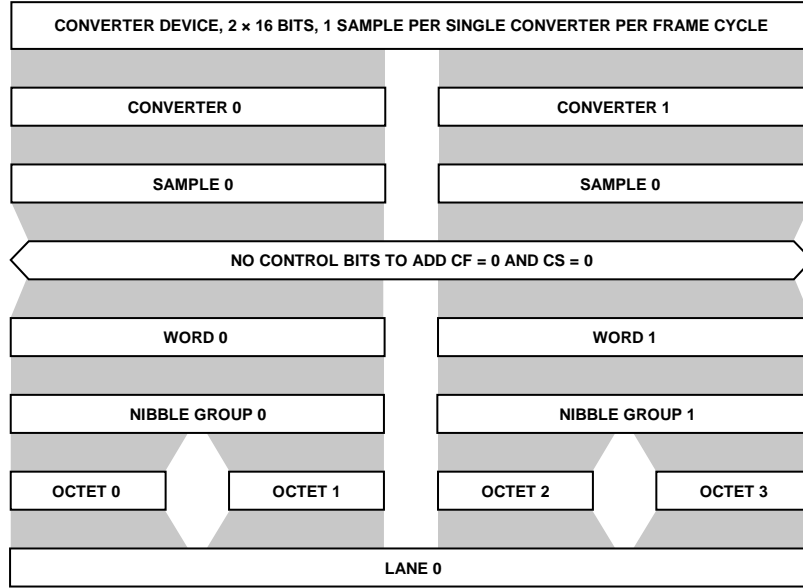 CONVERTER DEVICE, 2 × 16 BITS, 1 SAMPLE PER SINGLE CONVERTER PER FRAME CYCLE
CONVERTER 0
CONVERTER 1
SAMPLE 0
SAMPLE 0
NO CONTROL BITS TO ADD CF = 0 AND CS = 0
WORD 0
WORD 1
NIBBLE GROUP 0
NIBBLE GROUP 1
OCTET 0
OCTET 1
OCTET 2
OCTET 3
LANE 0